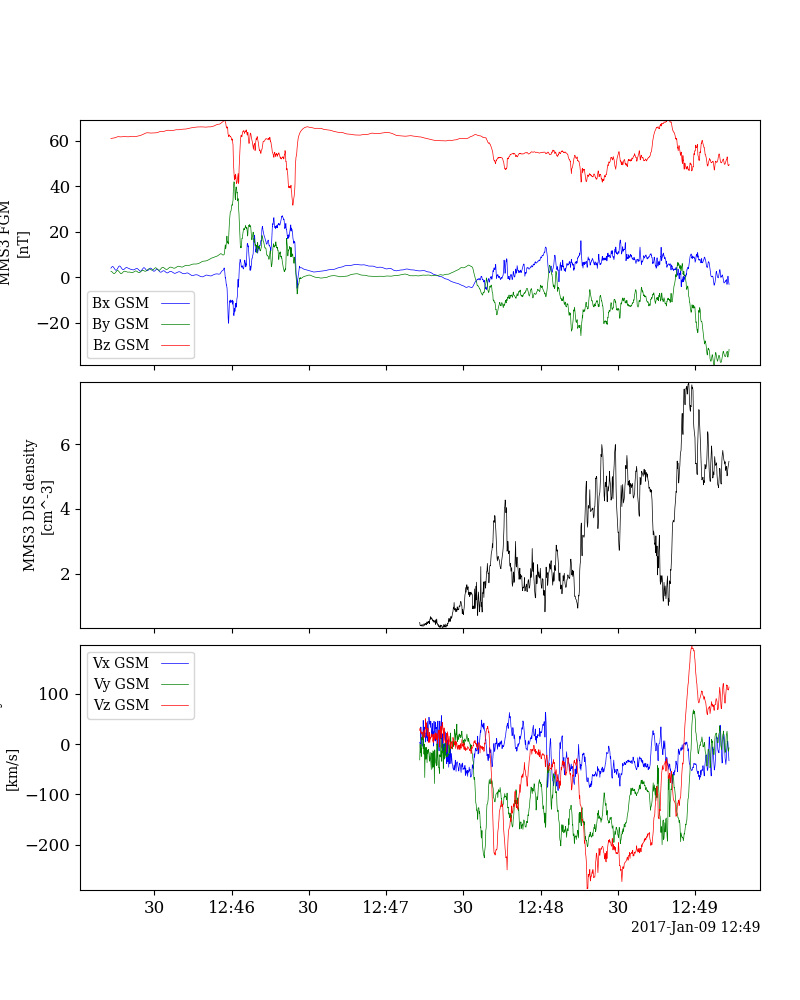 60
40
20
0
−20
MMS3 FGM
[nT]
Bx GSM
By GSM
Bz GSM
6
4
2
MMS3 DIS density
[cm^-3]
100
0
−100
−200
[km/s]
Vx GSM
Vy GSM
Vz GSM
30 12:46 30 12:47 30 12:48 30 12:49
2017-Jan-09 12:49